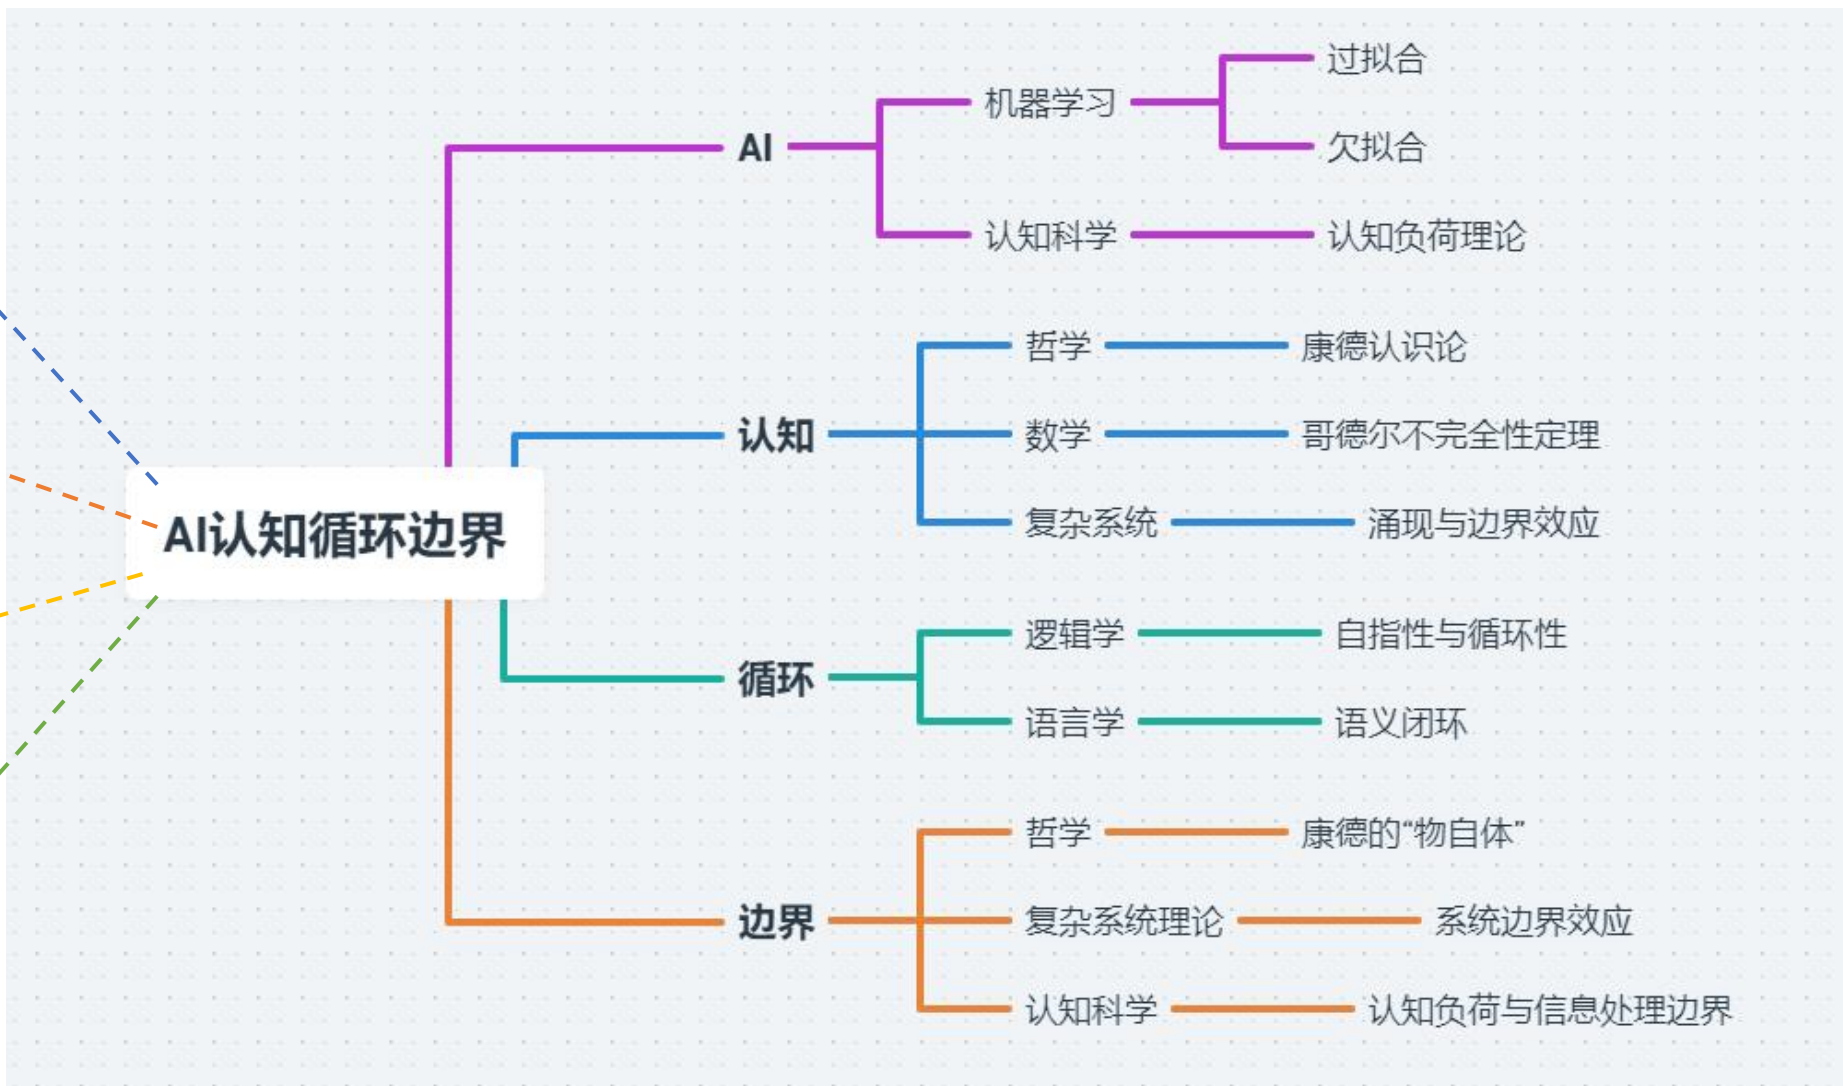 AI认知循环边界
AI
机器学习
过拟合
欠拟合
认知科学
认知负荷理论
认知
哲学
康德认识论
数学
哥德尔不完全性定理
复杂系统
涌现与边界效应
循环
逻辑学
自指性与循环性
语言学
语义闭环
边界
哲学
康德的“物自体”
复杂系统理论
系统边界效应
认知科学
认知负荷与信息处理边界